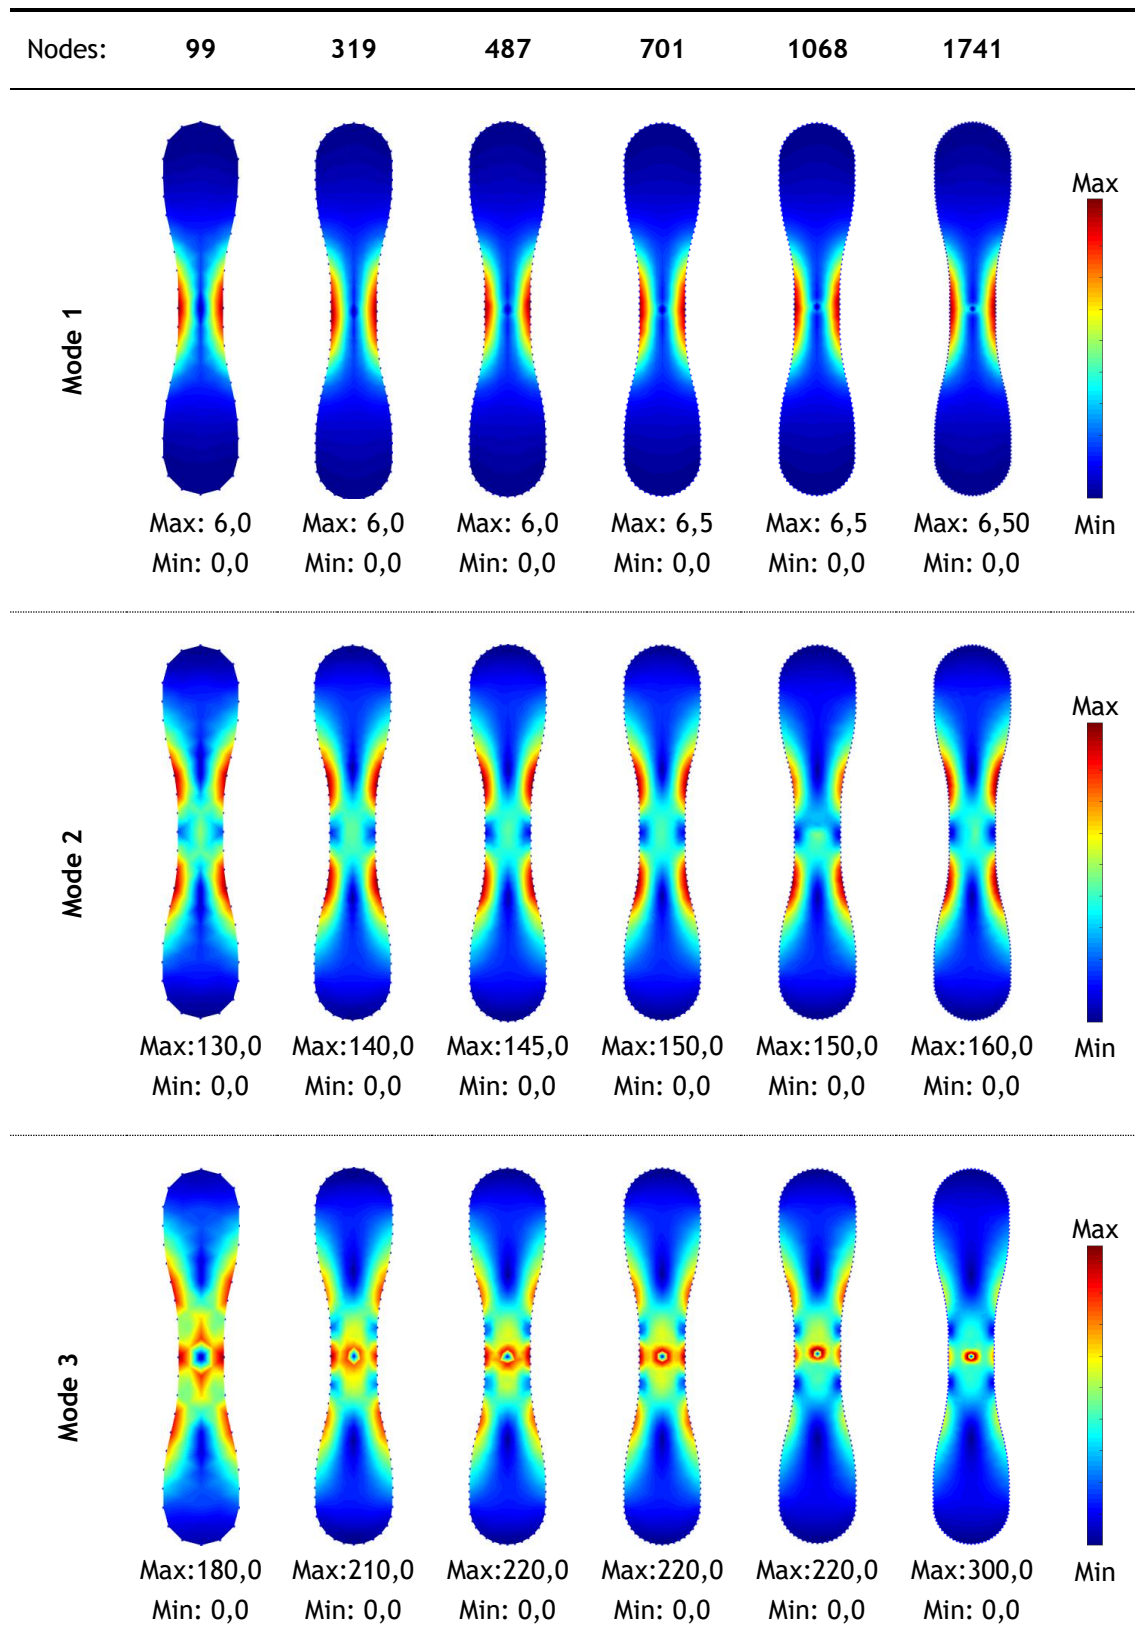 Nodes: 99 319 487 701 1068 1741
Mode 1
Max
Min
Max: 6,0 Max: 6,0 Max: 6,0 Max: 6,5 Max: 6,5 Max: 6,50
Min: 0,0 Min: 0,0 Min: 0,0 Min: 0,0 Min: 0,0 Min: 0,0
Mode 2
Max
Min
Max:130,0 Max:140,0 Max:145,0 Max:150,0 Max:150,0 Max:160,0
Min: 0,0 Min: 0,0 Min: 0,0 Min: 0,0 Min: 0,0 Min: 0,0
Mode 3
Max
Min
Max:180,0 Max:210,0 Max:220,0 Max:220,0 Max:220,0 Max:300,0
Min: 0,0 Min: 0,0 Min: 0,0 Min: 0,0 Min: 0,0 Min: 0,0